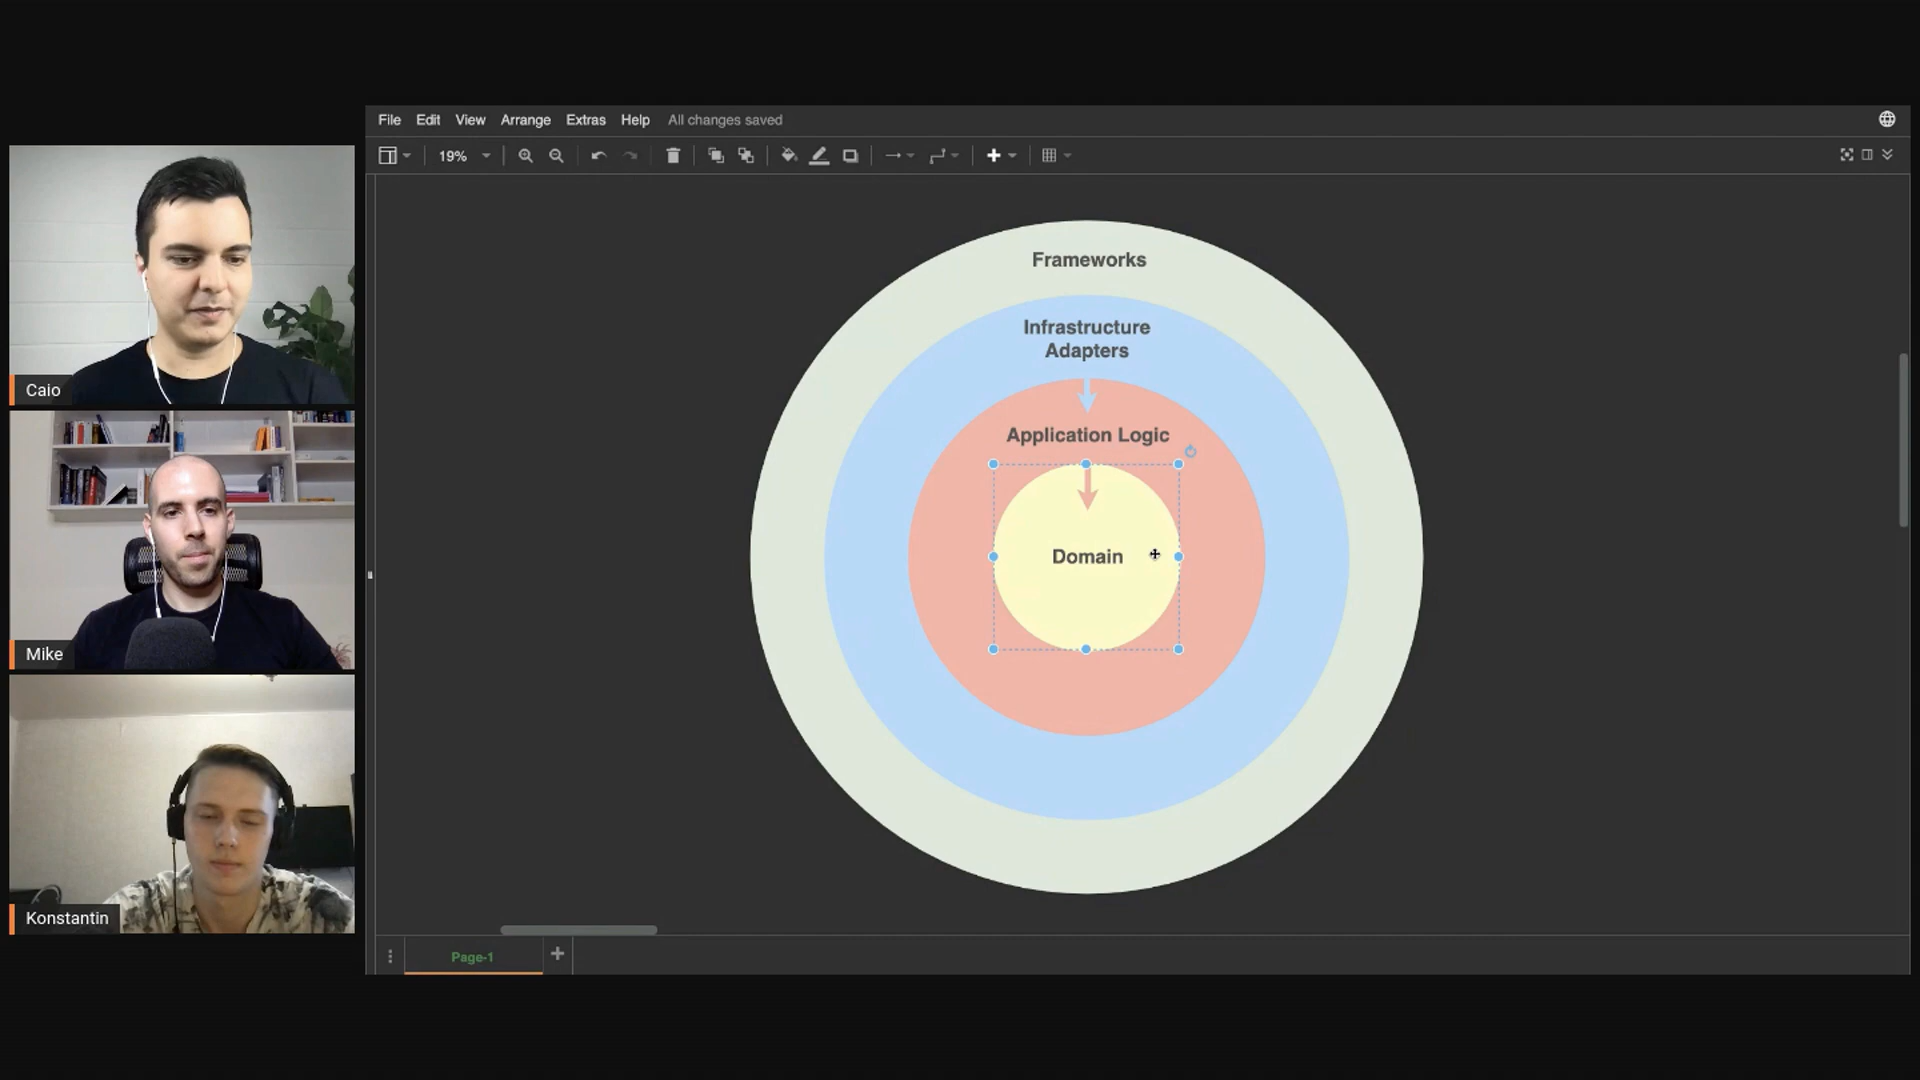 File Edit View Arrange Extras Help All changes saved
19%
Caio
Mike
Konstantin
Frameworks
Infrastructure
Adapters
Application Logic
Domain
Page-1